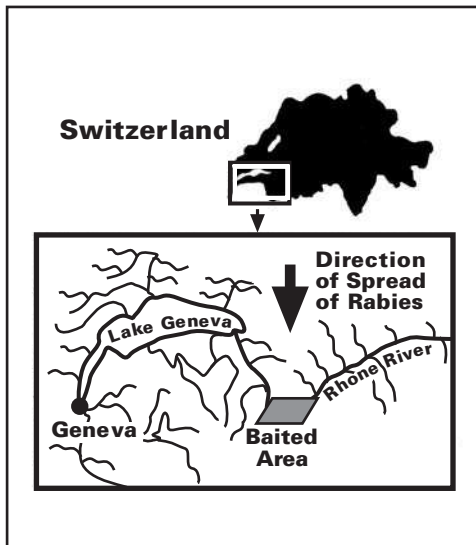 Switzerland
Direction
of Spread
of Rabies
Lake Geneva
Rhone River
Geneva
Baited
Area